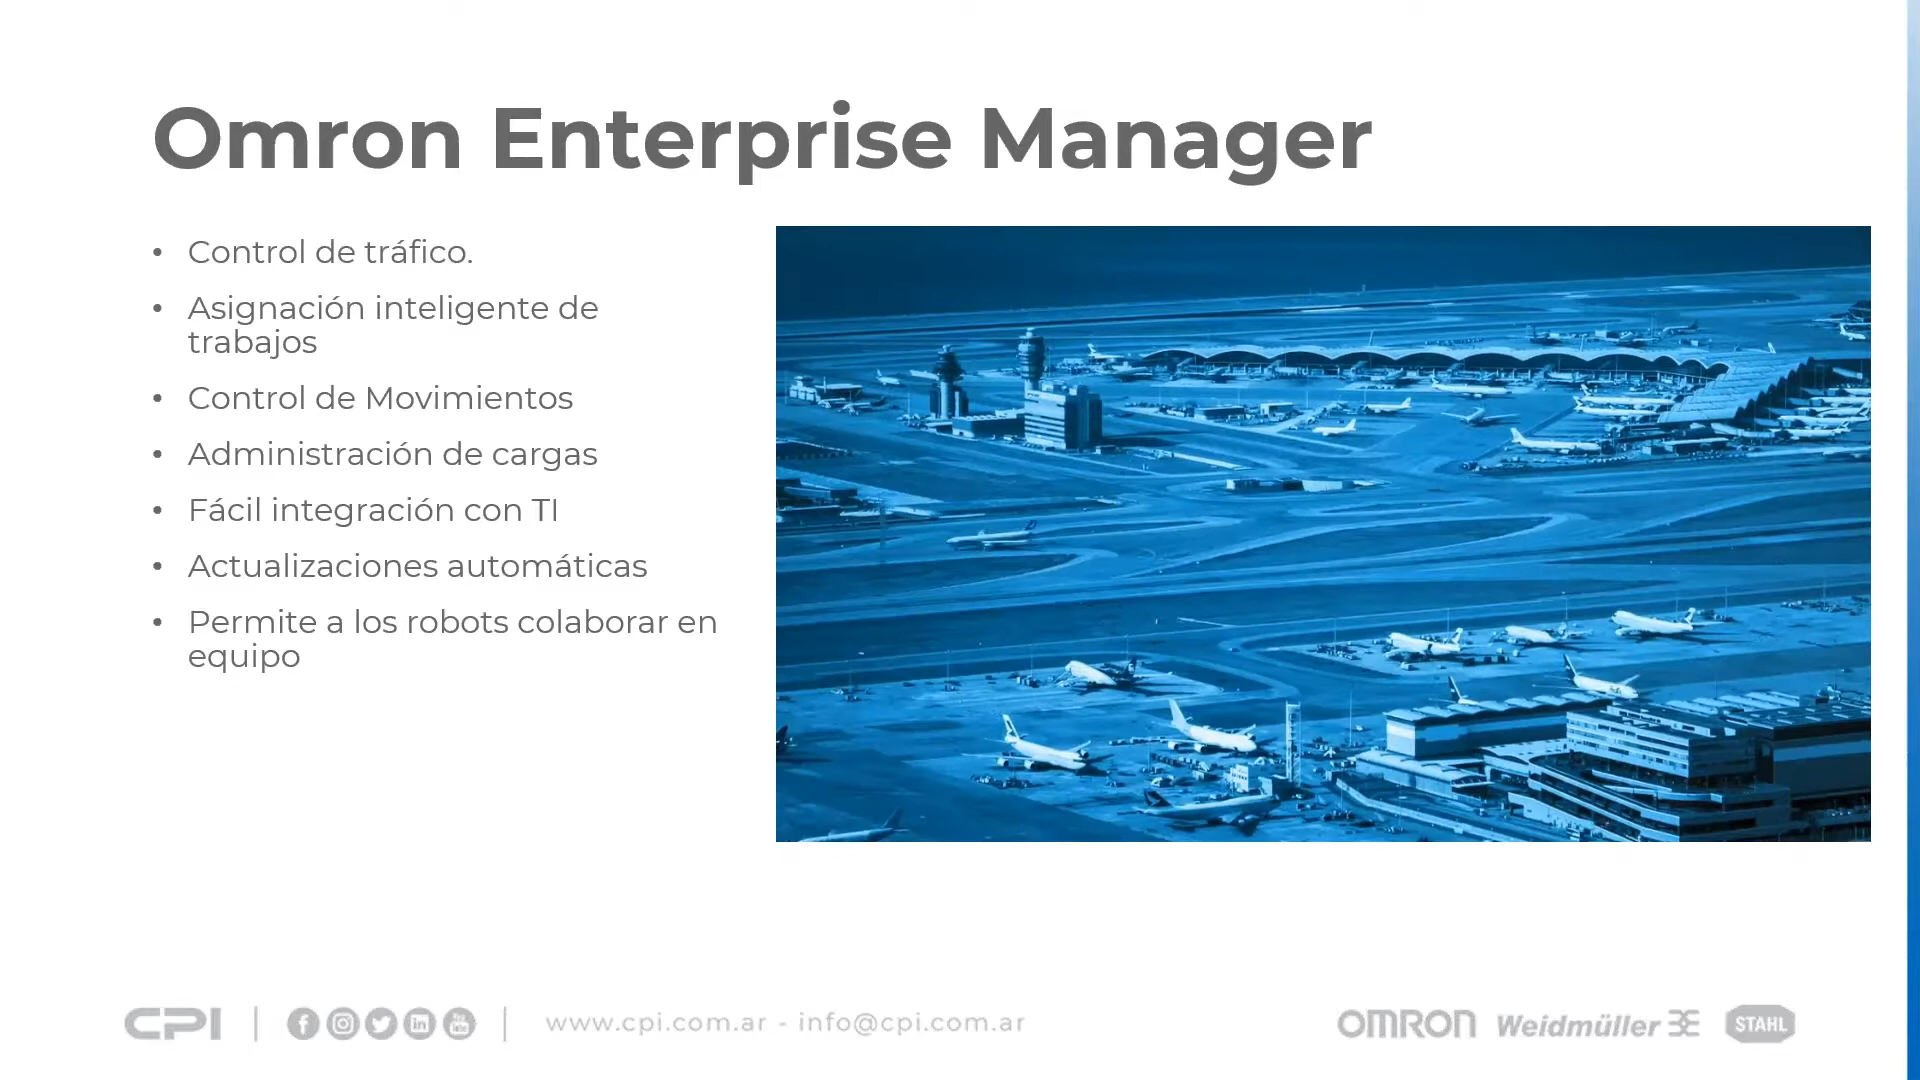 Omron Enterprise Manager
• Control de tráfico.
• Asignación inteligente de
trabajos
• Control de Movimientos
• Administración de cargas
• Fácil integración con TI
• Actualizaciones automáticas
• Permite a los robots colaborar en
equipo
CPI | | www.cpi.com.ar - info@cpi.com.ar OMRON Weidmüller STAHL